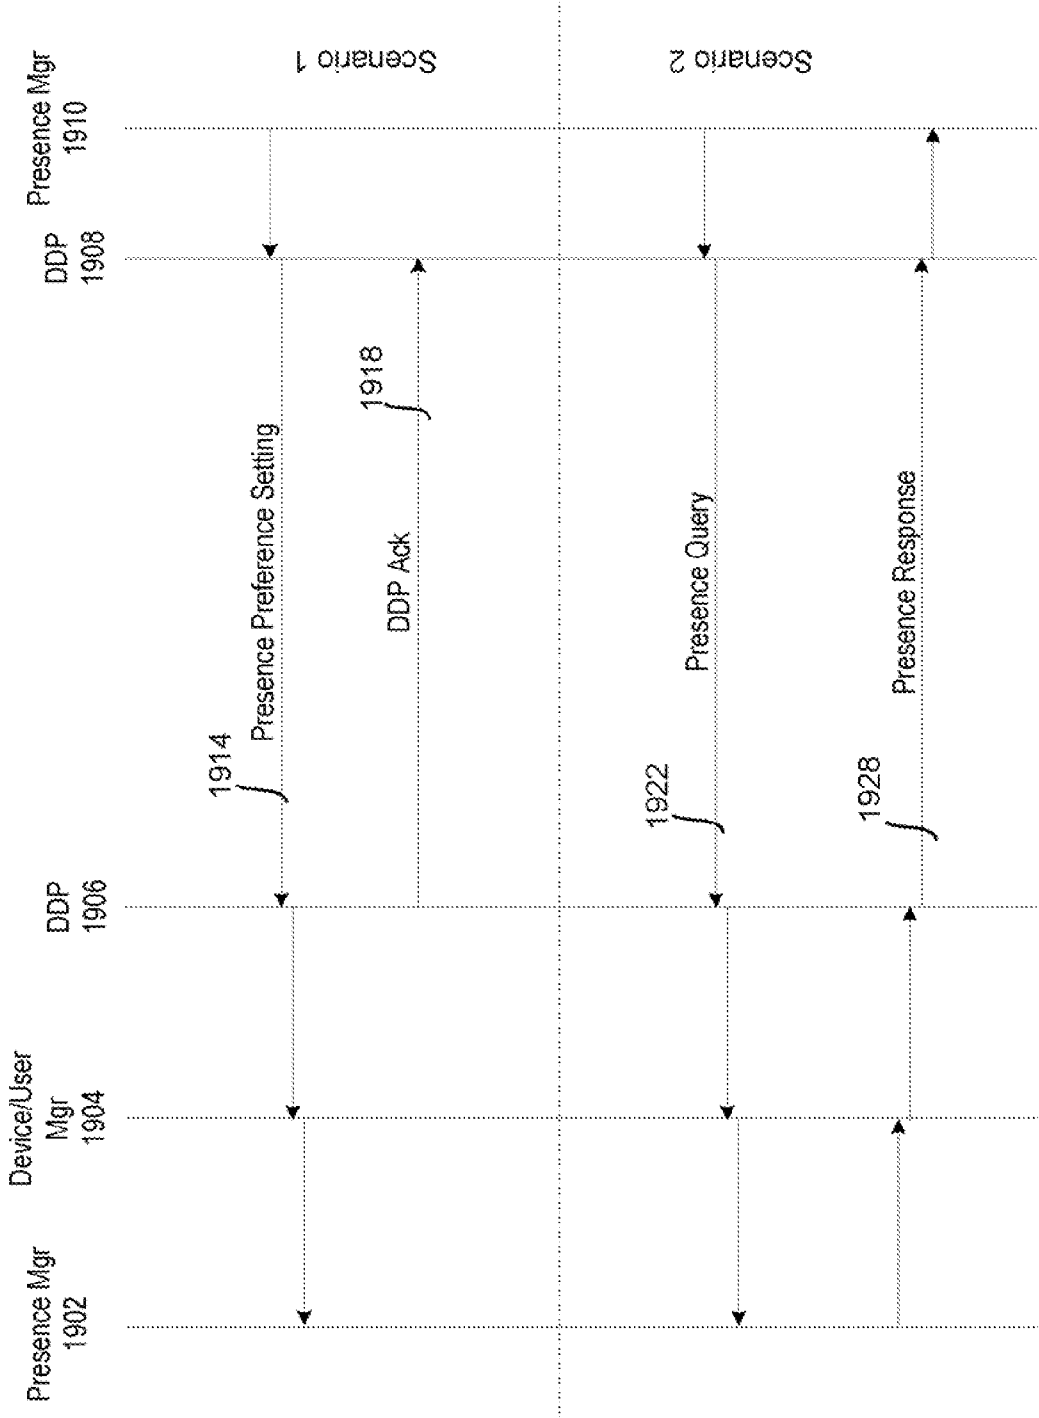 Presence Mgr
1902
Device/User
Mgr
1904
DDP
1906
DDP
1908
Presence Mgr
1910
Scenario 1
1914
Presence Preference Setting
DDP Ack
1918
Scenario 2
1922
Presence Query
1928
Presence Response